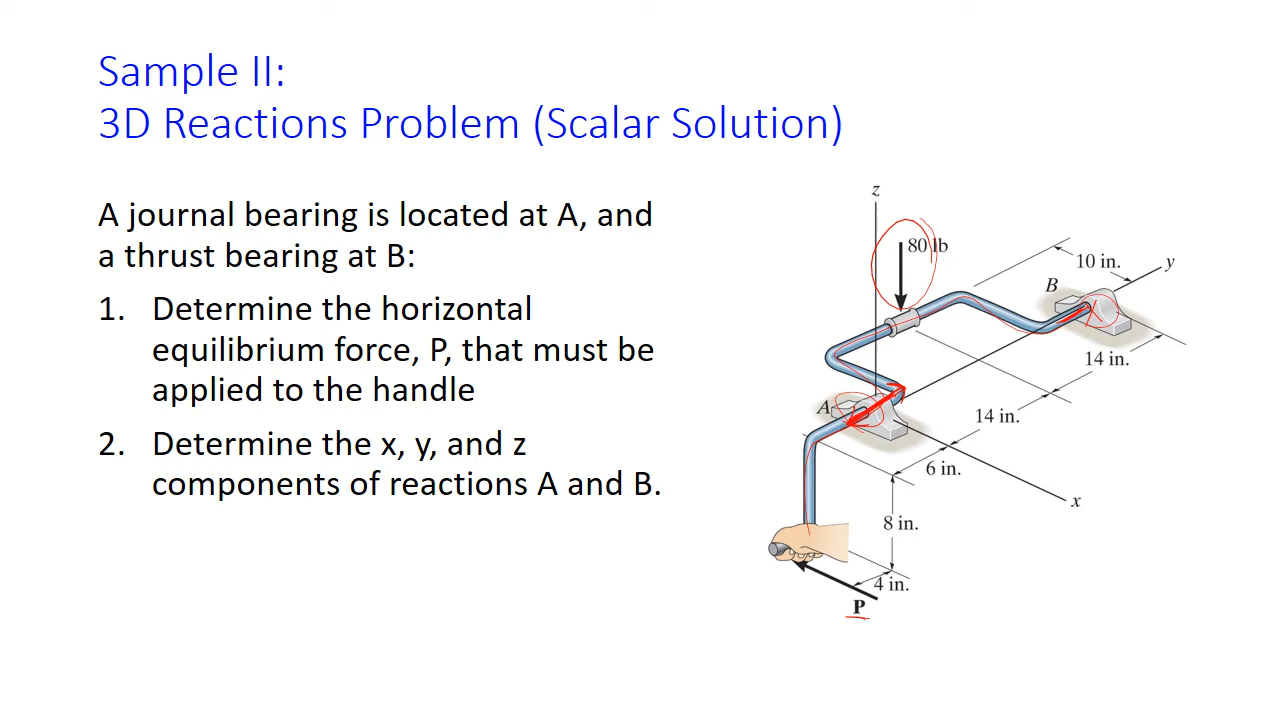 Sample II:
3D Reactions Problem (Scalar Solution)
A journal bearing is located at A, and
a thrust bearing at B:
1. Determine the horizontal
equilibrium force, P, that must be
applied to the handle
2. Determine the x, y, and z
components of reactions A and B.
z
80 lb
10 in.
y
B
14 in.
A
14 in.
6 in.
x
8 in.
4 in.
P